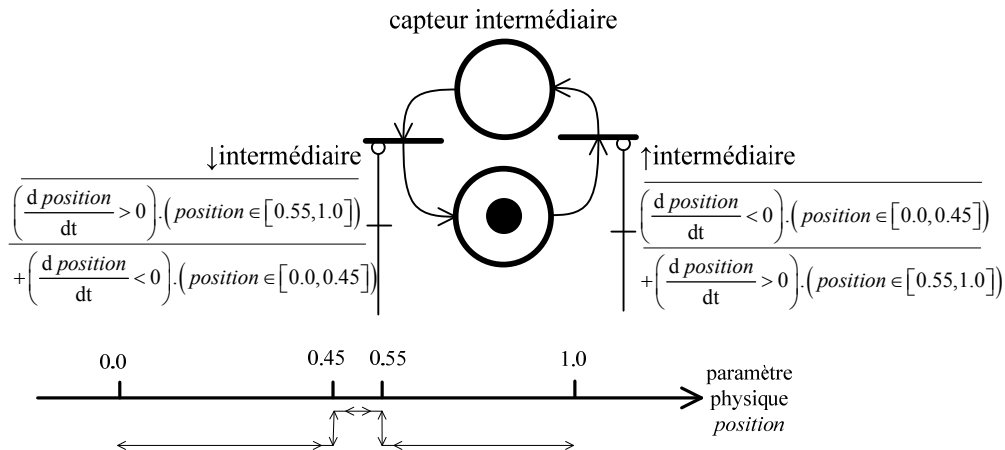 capteur intermédiaire
↓intermédiaire
↑intermédiaire
(d position/dt > 0).(position ∈ [0.55,1.0])
+ (d position/dt < 0).(position ∈ [0.0,0.45])
(d position/dt < 0).(position ∈ [0.0,0.45])
+ (d position/dt > 0).(position ∈ [0.55,1.0])
0.0 0.45 0.55 1.0
paramètre
physique
position